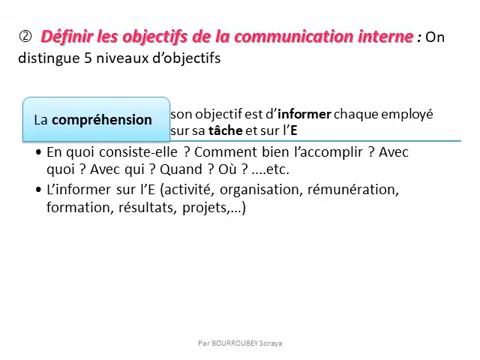 ② Définir les objectifs de la communication interne : On
distingue 5 niveaux d’objectifs
La compréhension
son objectif est d’informer chaque employé
sur sa tâche et sur l’E
• En quoi consiste-elle ? Comment bien l’accomplir ? Avec
quoi ? Avec qui ? Quand ? Où ? ....etc.
• L’informer sur l’E (activité, organisation, rémunération,
formation, résultats, projets,…)
Par BOURROUBEY Soraya